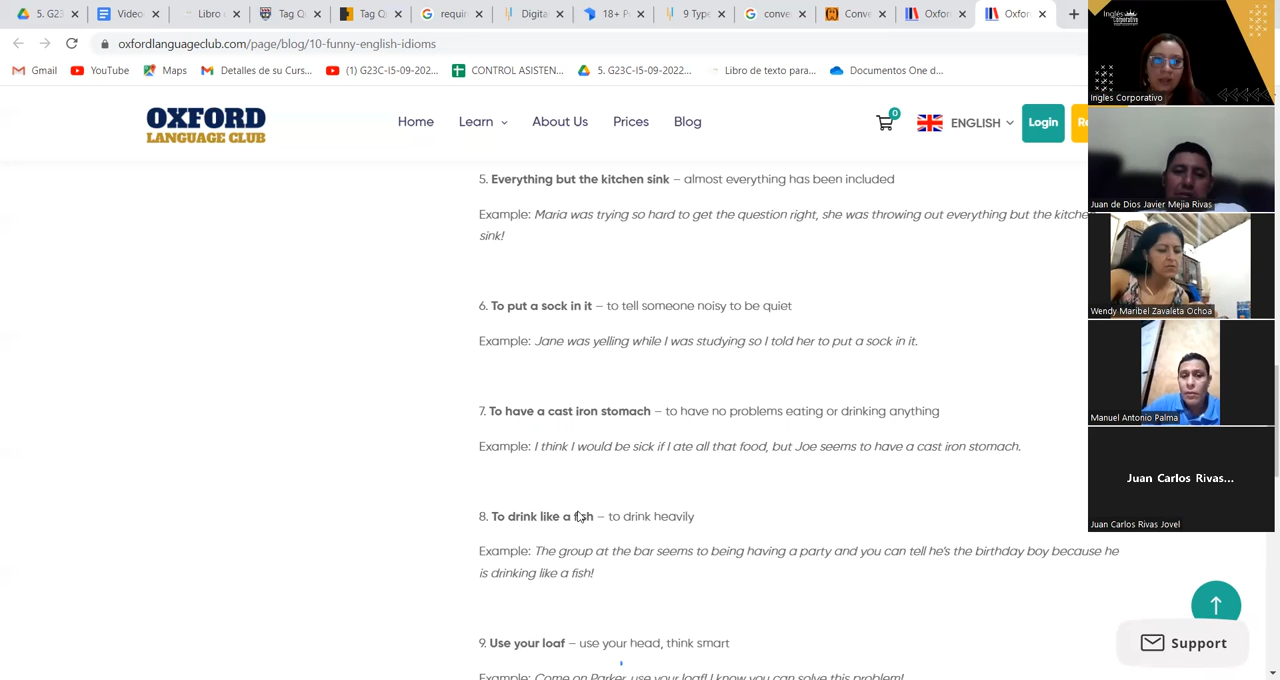 5. G23
Video
Libro
Tag Q
Tag Q
requir
Digita
18+ P
9 Type
conve
Conve
Oxfor
Oxfor
oxfordlanguageclub.com/page/blog/10-funny-english-idioms
Gmail
YouTube
Maps
Detalles de su Curs...
(1) G23C-I5-09-202...
CONTROL ASISTEN...
5. G23C-I5-09-2022...
Libro de texto para...
Documentos One d...
OXFORD
LANGUAGE CLUB
Home
Learn
About Us
Prices
Blog
0
ENGLISH
Login
5. Everything but the kitchen sink – almost everything has been included
Example: Maria was trying so hard to get the question right, she was throwing out everything but the kitche
sink!
6. To put a sock in it – to tell someone noisy to be quiet
Example: Jane was yelling while I was studying so I told her to put a sock in it.
7. To have a cast iron stomach – to have no problems eating or drinking anything
Example: I think I would be sick if I ate all that food, but Joe seems to have a cast iron stomach.
8. To drink like a fish – to drink heavily
Example: The group at the bar seems to being having a party and you can tell he's the birthday boy because he
is drinking like a fish!
9. Use your loaf – use your head, think smart
Example: Come on Parker, use your loaf! I know you can solve this problem!
Support
Inglés
Corporativo
Ingles Corporativo
Juan de Dios Javier Mejia Rivas
Wendy Maribel Zavaleta Ochoa
Manuel Antonio Palma
Juan Carlos Rivas...
Juan Carlos Rivas Jovel